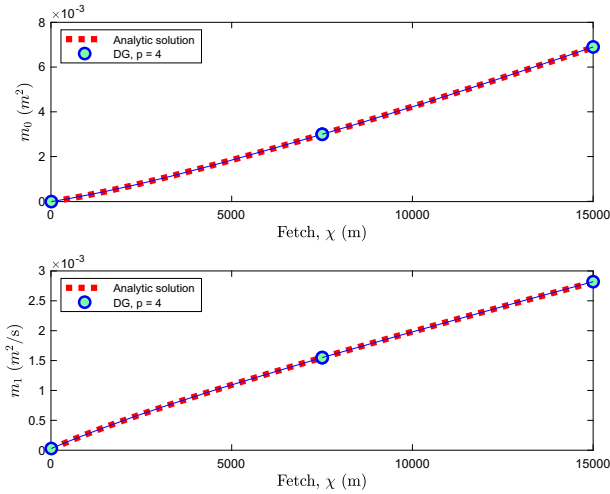 ×10⁻³
8
6
4
2
0
m₀ (m²)
Analytic solution
DG, p = 4
0 5000 10000 15000
Fetch, χ (m)
×10⁻³
3
2.5
2
1.5
1
0.5
0
m₁ (m²/s)
Analytic solution
DG, p = 4
0 5000 10000 15000
Fetch, χ (m)